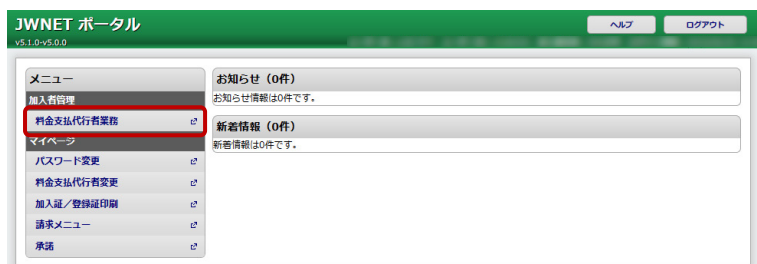 JWNET ポータル
v5.1.0-v5.0.0
ヘルプ
ログアウト
メニュー
加入者管理
料金支払代行者業務
マイページ
パスワード変更
料金支払代行者変更
加入証／登録証印刷
請求メニュー
承諾
お知らせ（0件）
お知らせ情報は0件です。
新着情報（0件）
新着情報は0件です。